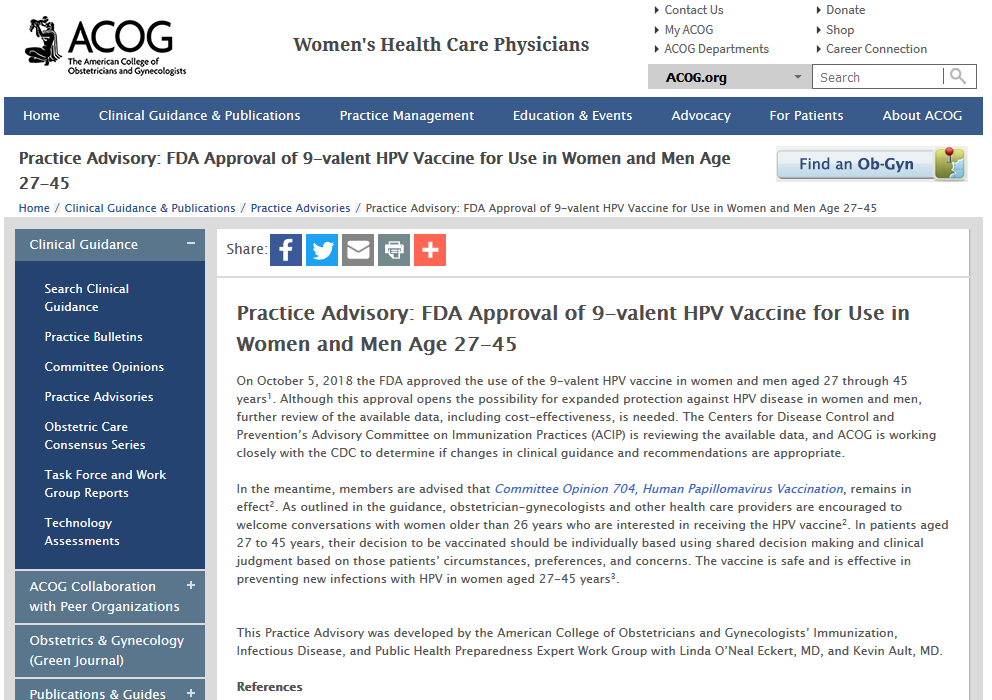 ACOG
The American College of
Obstetricians and Gynecologists
Women's Health Care Physicians
Contact Us
My ACOG
ACOG Departments
Donate
Shop
Career Connection
ACOG.org
Search
Home
Clinical Guidance & Publications
Practice Management
Education & Events
Advocacy
For Patients
About ACOG
Practice Advisory: FDA Approval of 9-valent HPV Vaccine for Use in Women and Men Age
27-45
Find an Ob-Gyn
Home / Clinical Guidance & Publications / Practice Advisories / Practice Advisory: FDA Approval of 9-valent HPV Vaccine for Use in Women and Men Age 27-45
Clinical Guidance −
Search Clinical
Guidance
Practice Bulletins
Committee Opinions
Practice Advisories
Obstetric Care
Consensus Series
Task Force and Work
Group Reports
Technology
Assessments
ACOG Collaboration +
with Peer Organizations
Obstetrics & Gynecology
(Green Journal)
Publications & Guides +
Share:
Practice Advisory: FDA Approval of 9-valent HPV Vaccine for Use in
Women and Men Age 27-45
On October 5, 2018 the FDA approved the use of the 9-valent HPV vaccine in women and men aged 27 through 45
years¹. Although this approval opens the possibility for expanded protection against HPV disease in women and men,
further review of the available data, including cost-effectiveness, is needed. The Centers for Disease Control and
Prevention's Advisory Committee on Immunization Practices (ACIP) is reviewing the available data, and ACOG is working
closely with the CDC to determine if changes in clinical guidance and recommendations are appropriate.
In the meantime, members are advised that Committee Opinion 704, Human Papillomavirus Vaccination, remains in
effect². As outlined in the guidance, obstetrician-gynecologists and other health care providers are encouraged to
welcome conversations with women older than 26 years who are interested in receiving the HPV vaccine². In patients aged
27 to 45 years, their decision to be vaccinated should be individually based using shared decision making and clinical
judgment based on those patients' circumstances, preferences, and concerns. The vaccine is safe and is effective in
preventing new infections with HPV in women aged 27-45 years³.
This Practice Advisory was developed by the American College of Obstetricians and Gynecologists' Immunization,
Infectious Disease, and Public Health Preparedness Expert Work Group with Linda O'Neal Eckert, MD, and Kevin Ault, MD.
References